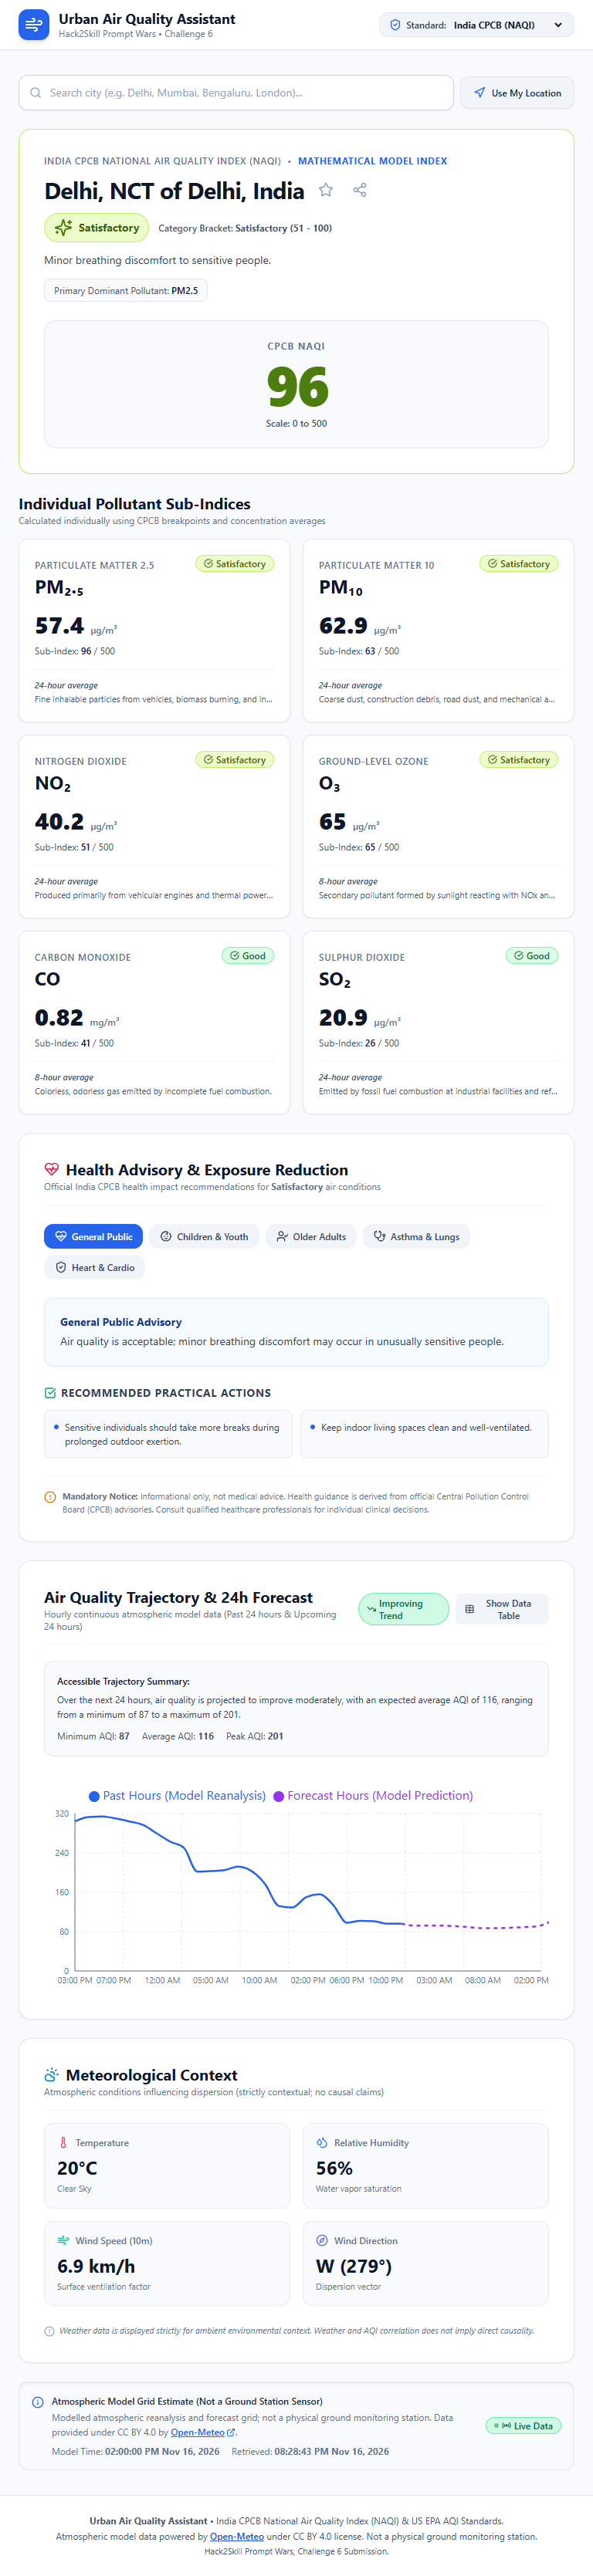 Urban Air Quality Assistant
Hack2Skill Prompt Wars • Challenge 6
Standard: India CPCB (NAQI)
Search city (e.g. Delhi, Mumbai, Bengaluru, London)...
Use My Location
INDIA CPCB NATIONAL AIR QUALITY INDEX (NAQI) • MATHEMATICAL MODEL INDEX
Delhi, NCT of Delhi, India
Satisfactory
Category Bracket: Satisfactory (51 - 100)
Minor breathing discomfort to sensitive people.
Primary Dominant Pollutant: PM2.5
CPCB NAQI
96
Scale: 0 to 500
Individual Pollutant Sub-Indices
Calculated individually using CPCB breakpoints and concentration averages
PARTICULATE MATTER 2.5
Satisfactory
PM₂.₅
57.4 µg/m³
Sub-Index: 96 / 500
24-hour average
Fine inhalable particles from vehicles, biomass burning, and in...
PARTICULATE MATTER 10
Satisfactory
PM₁₀
62.9 µg/m³
Sub-Index: 63 / 500
24-hour average
Coarse dust, construction debris, road dust, and mechanical a...
NITROGEN DIOXIDE
Satisfactory
NO₂
40.2 µg/m³
Sub-Index: 51 / 500
24-hour average
Produced primarily from vehicular engines and thermal power...
GROUND-LEVEL OZONE
Satisfactory
O₃
65 µg/m³
Sub-Index: 65 / 500
8-hour average
Secondary pollutant formed by sunlight reacting with NOx an...
CARBON MONOXIDE
Good
CO
0.82 mg/m³
Sub-Index: 41 / 500
8-hour average
Colorless, odorless gas emitted by incomplete fuel combustion.
SULPHUR DIOXIDE
Good
SO₂
20.9 µg/m³
Sub-Index: 26 / 500
24-hour average
Emitted by fossil fuel combustion at industrial facilities and ref...
Health Advisory & Exposure Reduction
Official India CPCB health impact recommendations for Satisfactory air conditions
General Public
Children & Youth
Older Adults
Asthma & Lungs
Heart & Cardio
General Public Advisory
Air quality is acceptable; minor breathing discomfort may occur in unusually sensitive people.
RECOMMENDED PRACTICAL ACTIONS
Sensitive individuals should take more breaks during
prolonged outdoor exertion.
Keep indoor living spaces clean and well-ventilated.
Mandatory Notice: Informational only, not medical advice. Health guidance is derived from official Central Pollution Control
Board (CPCB) advisories. Consult qualified healthcare professionals for individual clinical decisions.
Air Quality Trajectory & 24h Forecast
Hourly continuous atmospheric model data (Past 24 hours & Upcoming
24 hours)
Improving
Trend
Show Data
Table
Accessible Trajectory Summary:
Over the next 24 hours, air quality is projected to improve moderately, with an expected average AQI of 116, ranging
from a minimum of 87 to a maximum of 201.
Minimum AQI: 87 Average AQI: 116 Peak AQI: 201
Past Hours (Model Reanalysis) Forecast Hours (Model Prediction)
320
240
160
80
0
03:00 PM 07:00 PM 12:00 AM 05:00 AM 10:00 AM 02:00 PM 06:00 PM 10:00 PM 03:00 AM 08:00 AM 02:00 PM
Meteorological Context
Atmospheric conditions influencing dispersion (strictly contextual; no causal claims)
Temperature
20°C
Clear Sky
Relative Humidity
56%
Water vapor saturation
Wind Speed (10m)
6.9 km/h
Surface ventilation factor
Wind Direction
W (279°)
Dispersion vector
Weather data is displayed strictly for ambient environmental context. Weather and AQI correlation does not imply direct causality.
Atmospheric Model Grid Estimate (Not a Ground Station Sensor)
Modelled atmospheric reanalysis and forecast grid; not a physical ground monitoring station. Data
provided under CC BY 4.0 by Open-Meteo.
Model Time: 02:00:00 PM Nov 16, 2026 Retrieved: 08:28:43 PM Nov 16, 2026
Live Data
Urban Air Quality Assistant • India CPCB National Air Quality Index (NAQI) & US EPA AQI Standards.
Atmospheric model data powered by Open-Meteo under CC BY 4.0 license. Not a physical ground monitoring station.
Hack2Skill Prompt Wars, Challenge 6 Submission.